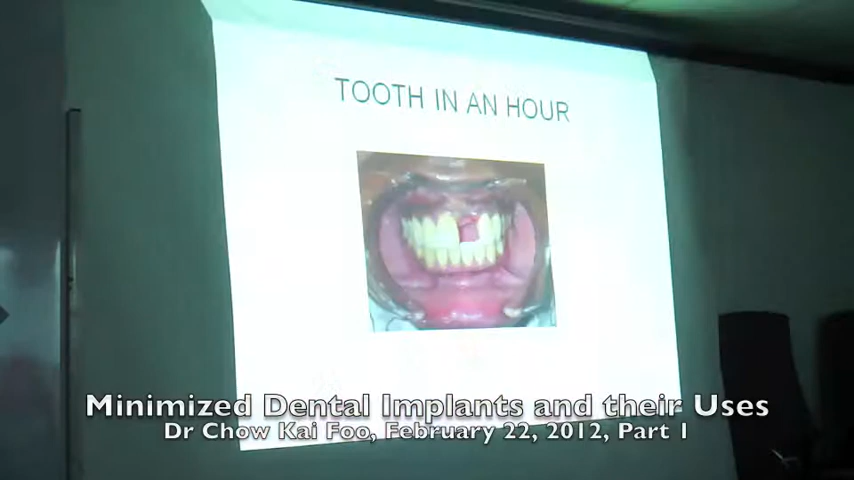 TOOTH IN AN HOUR
Minimized Dental Implants and their Uses
Dr Chow Kai Foo, February 22, 2012, Part 1